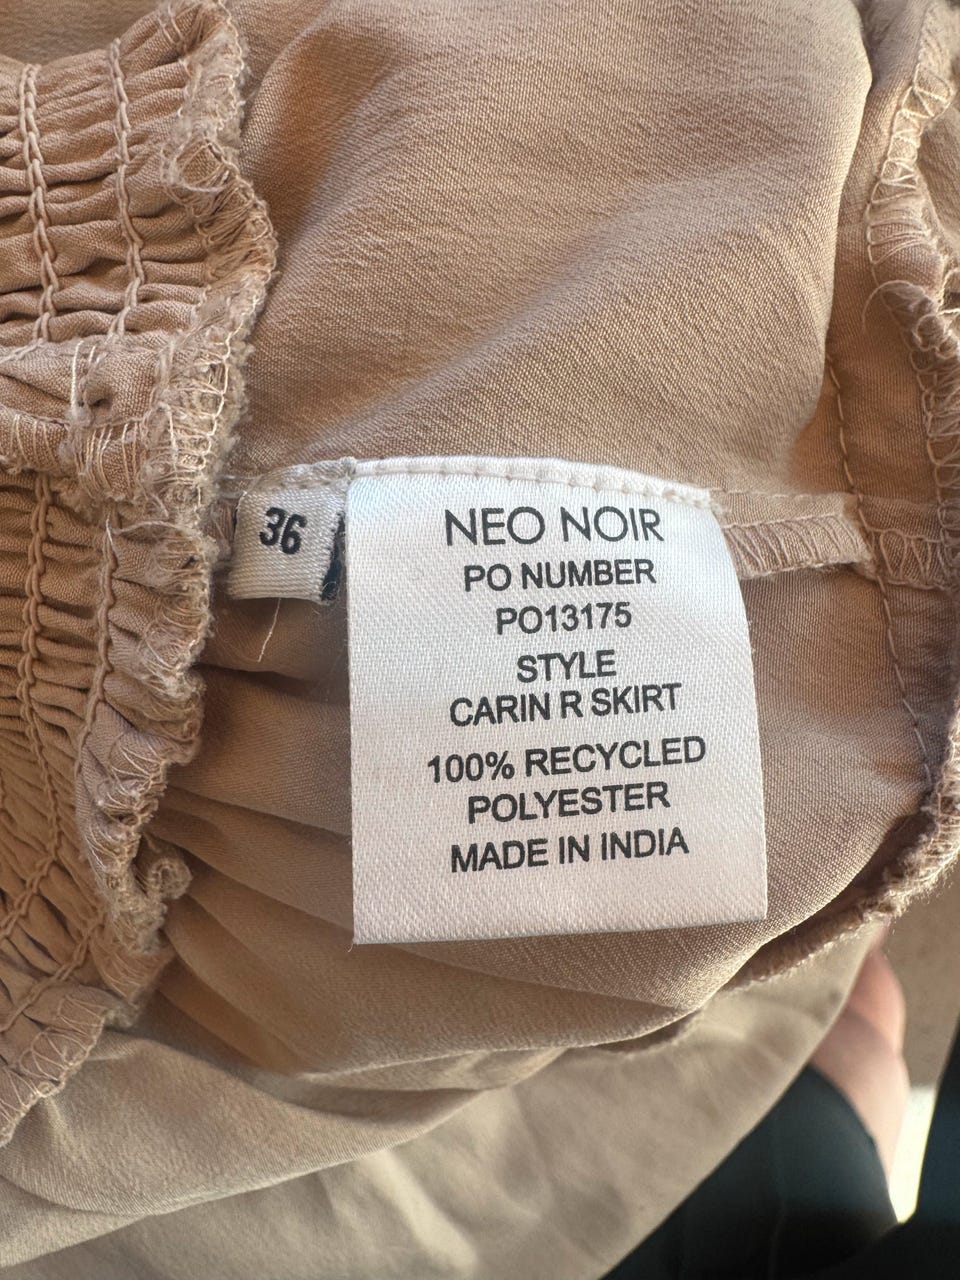 36
NEO NOIR
PO NUMBER
PO13175
STYLE
CARIN R SKIRT
100% RECYCLED
POLYESTER
MADE IN INDIA